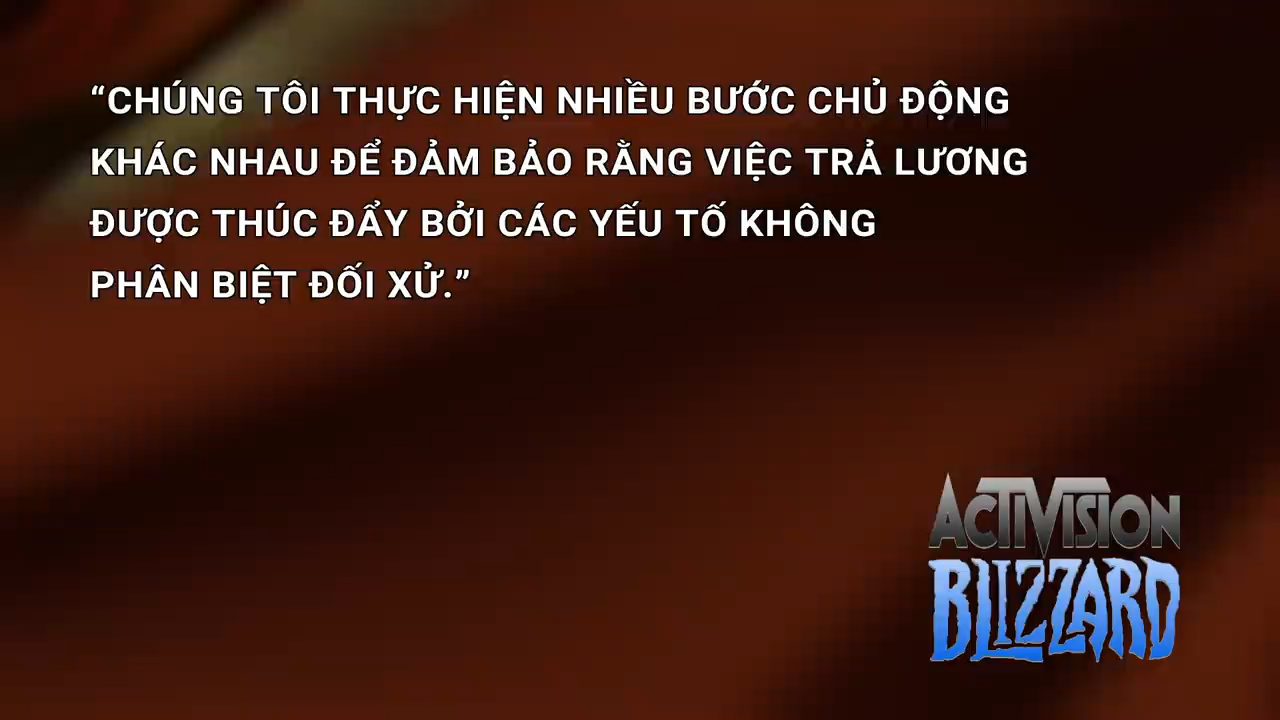 “CHÚNG TÔI THỰC HIỆN NHIỀU BƯỚC CHỦ ĐỘNG
KHÁC NHAU ĐỂ ĐẢM BẢO RẰNG VIỆC TRẢ LƯƠNG
ĐƯỢC THÚC ĐẨY BỞI CÁC YẾU TỐ KHÔNG
PHÂN BIỆT ĐỐI XỬ.”
ACTIVISION
BLIZZARD